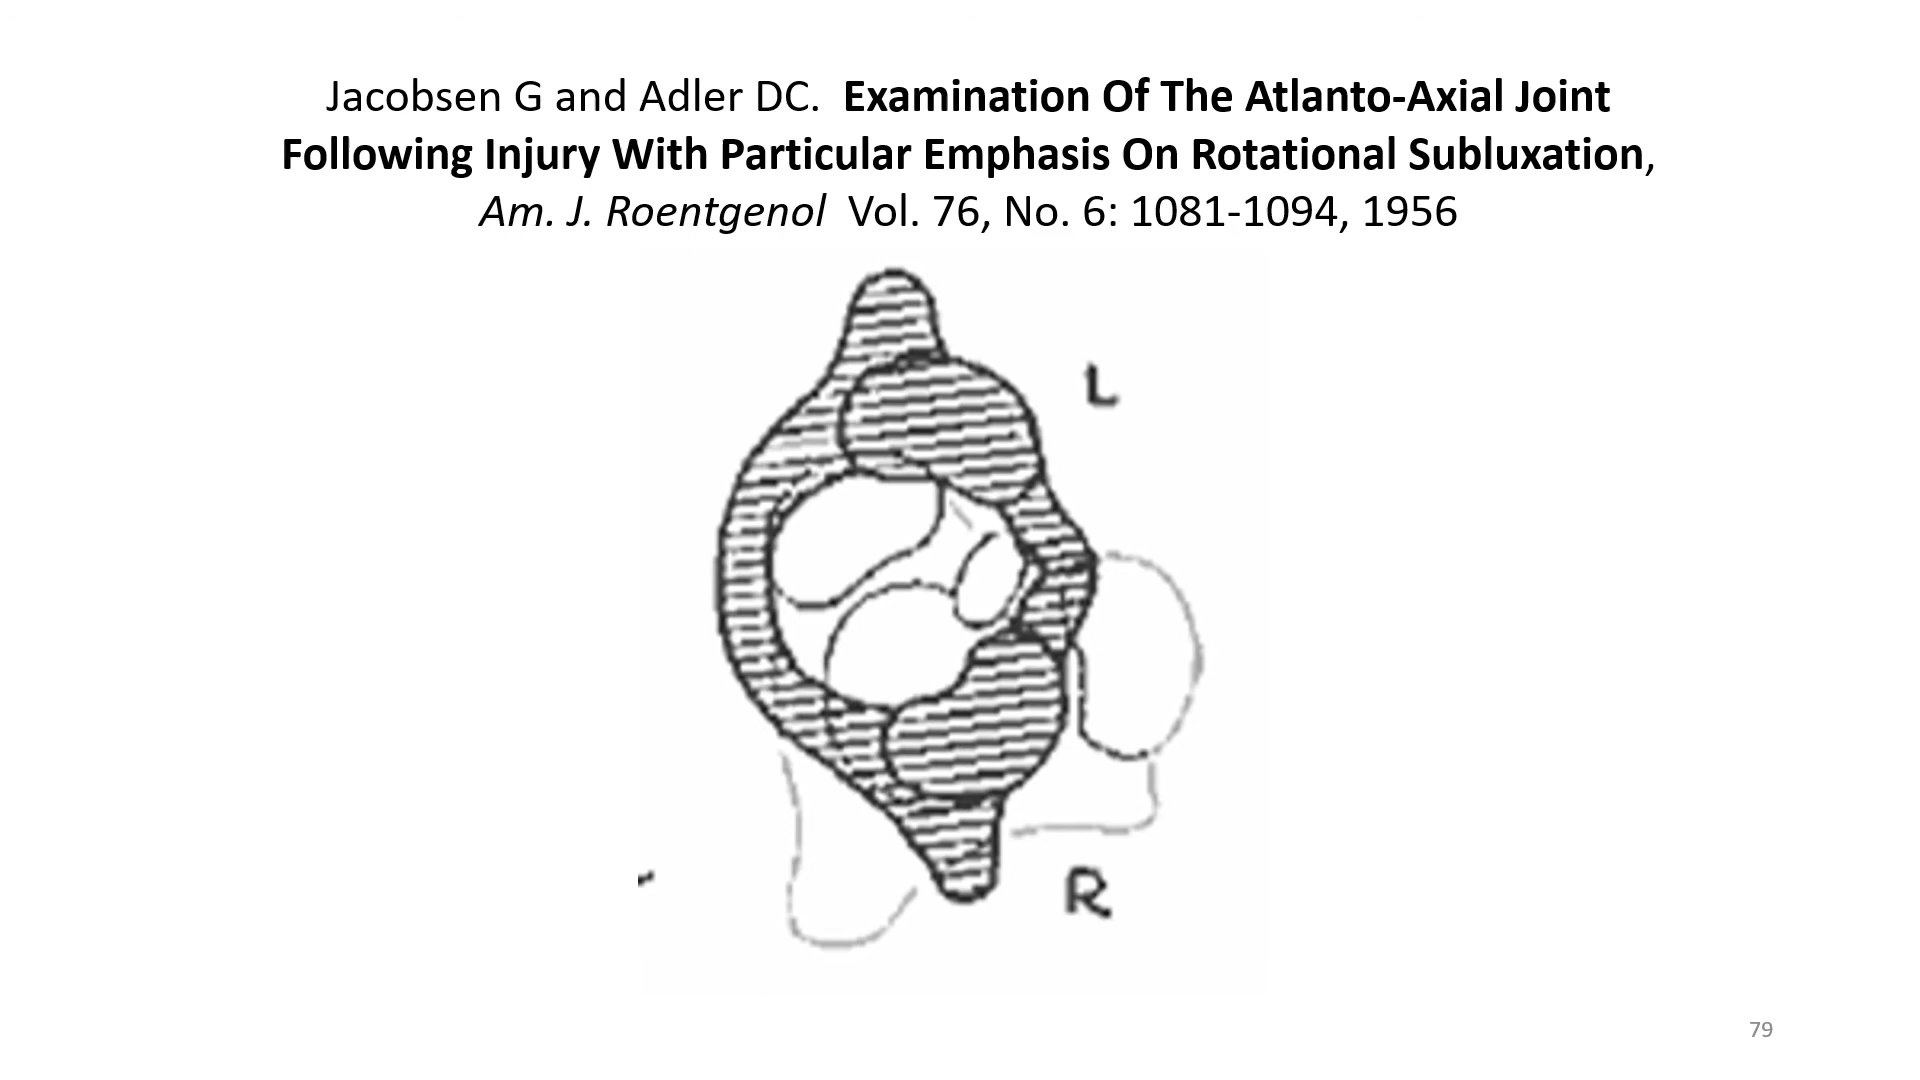 Jacobsen G and Adler DC.  Examination Of The Atlanto-Axial Joint
Following Injury With Particular Emphasis On Rotational Subluxation,
Am. J. Roentgenol  Vol. 76, No. 6: 1081-1094, 1956
L
R
79